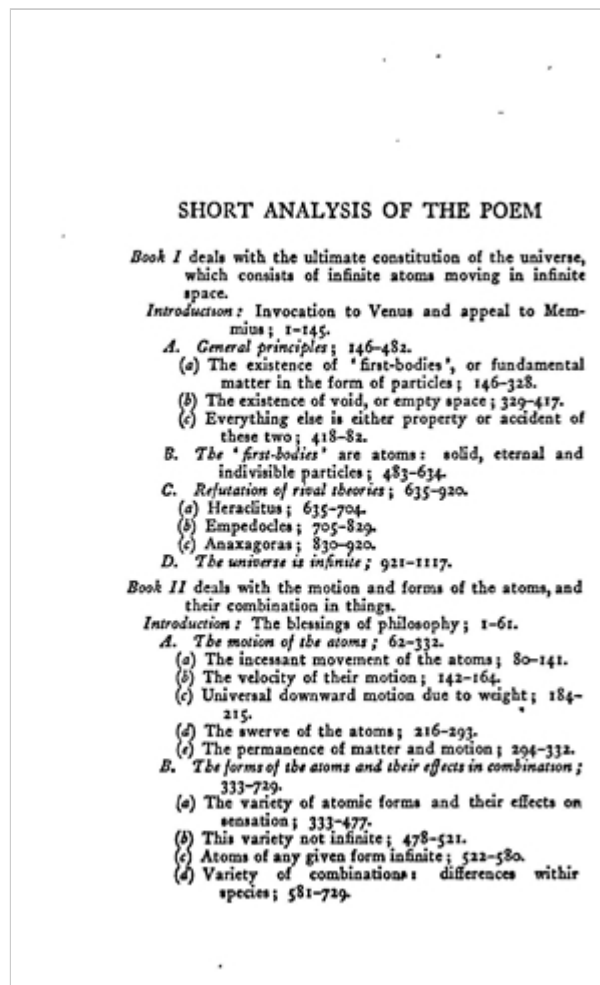 SHORT ANALYSIS OF THE POEM
Book I deals with the ultimate constitution of the universe,
which consists of infinite atoms moving in infinite
space.
Introduction : Invocation to Venus and appeal to Mem-
mius ; 1–145.
A. General principles ; 146–482.
(a) The existence of ‘first-bodies’, or fundamental
matter in the form of particles ; 146–328.
(b) The existence of void, or empty space ; 329–417.
(c) Everything else is either property or accident of
these two ; 418–82.
B. The ‘first-bodies’ are atoms : solid, eternal and
indivisible particles ; 483–634.
C. Refutation of rival theories ; 635–920.
(a) Heraclitus ; 635–704.
(b) Empedocles ; 705–829.
(c) Anaxagoras ; 830–920.
D. The universe is infinite ; 921–1117.
Book II deals with the motion and forms of the atoms, and
their combination in things.
Introduction : The blessings of philosophy ; 1–61.
A. The motion of the atoms ; 62–332.
(a) The incessant movement of the atoms ; 80–141.
(b) The velocity of their motion ; 142–164.
(c) Universal downward motion due to weight ; 184–
215.
(d) The swerve of the atoms ; 216–293.
(e) The permanence of matter and motion ; 294–332.
B. The forms of the atoms and their effects in combination ;
333–729.
(a) The variety of atomic forms and their effects on
sensation ; 333–477.
(b) This variety not infinite ; 478–521.
(c) Atoms of any given form infinite ; 522–580.
(d) Variety of combinations : differences withir
species ; 581–729.